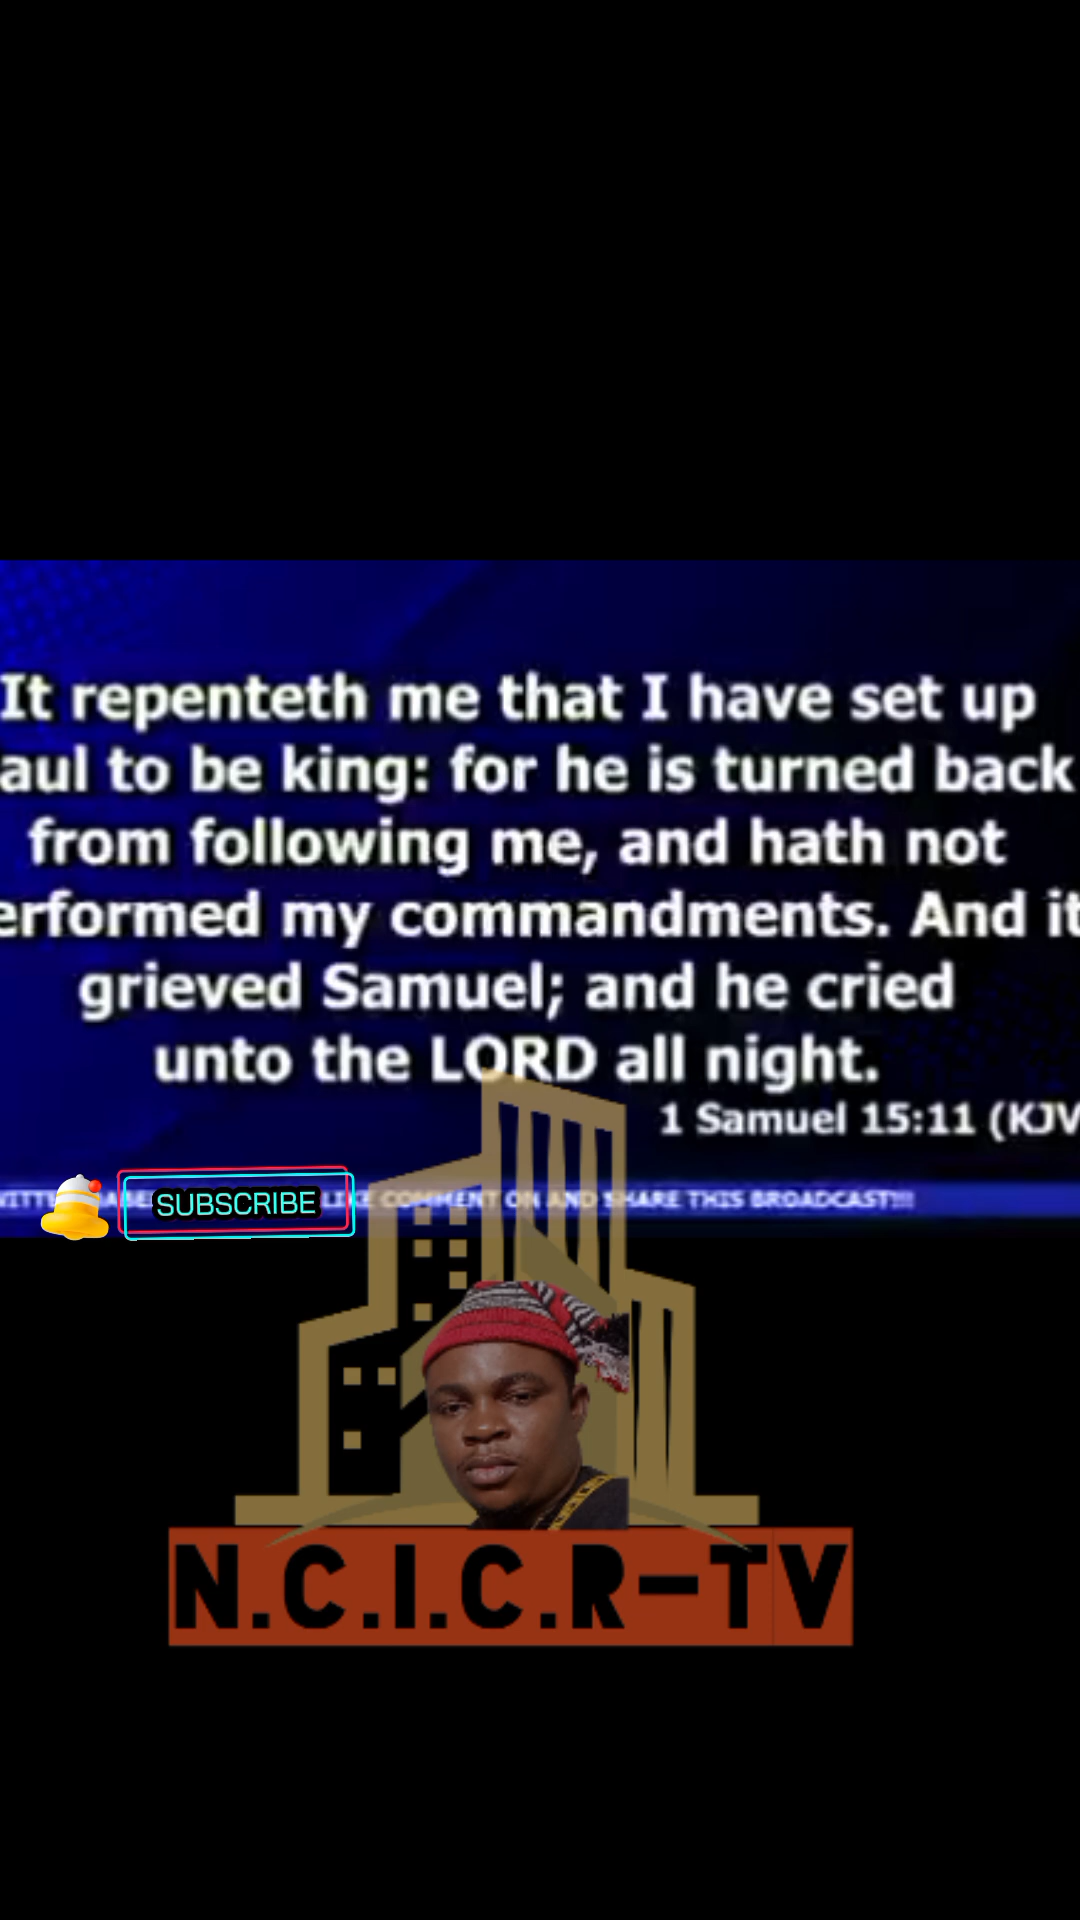 It repenteth me that I have set up
aul to be king: for he is turned back
from following me, and hath not
erformed my commandments. And it
grieved Samuel; and he cried
unto the LORD all night.
1 Samuel 15:11 (KJV
SUBSCRIBE
LIKE COMMENT ON AND SHARE THIS BROADCAST!!!
N.C.I.C.R-TV